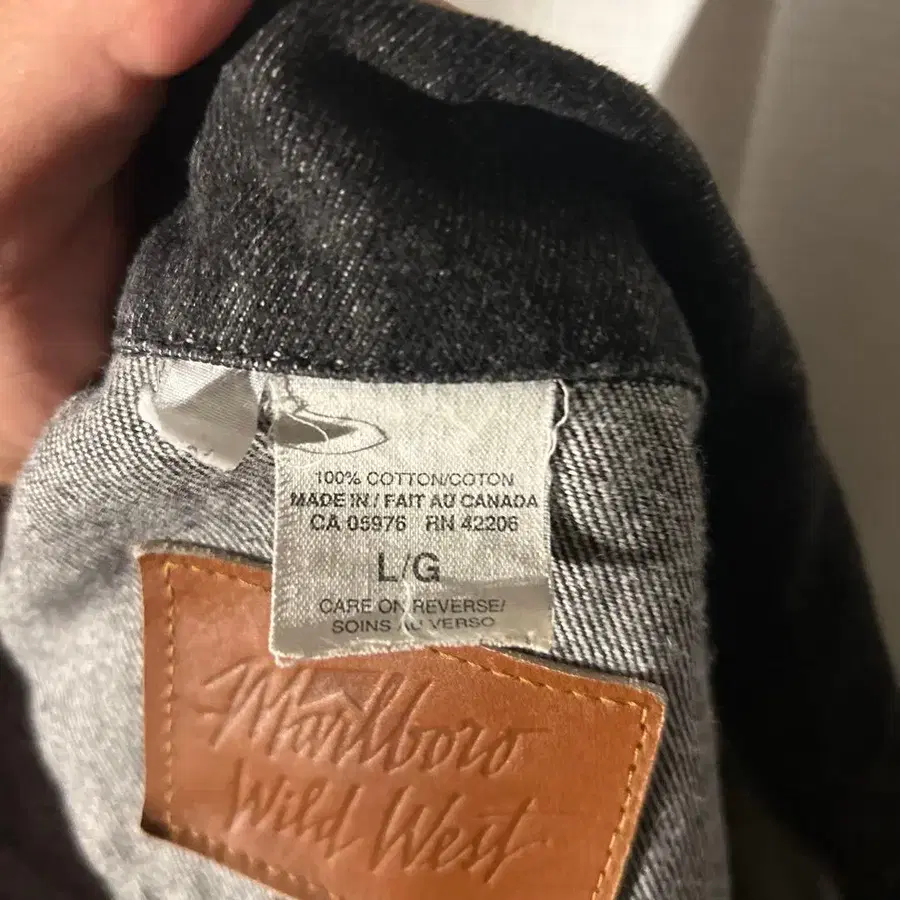 100% COTTON/COTON
MADE IN / FAIT AU CANADA
CA 05976 RN 42206
L/G
CARE ON REVERSE/
SOINS AU VERSO
Marlboro
Wild West